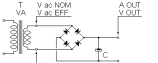 T
VA
V ac NOM
V ac EFF.
A OUT
V OUT
C